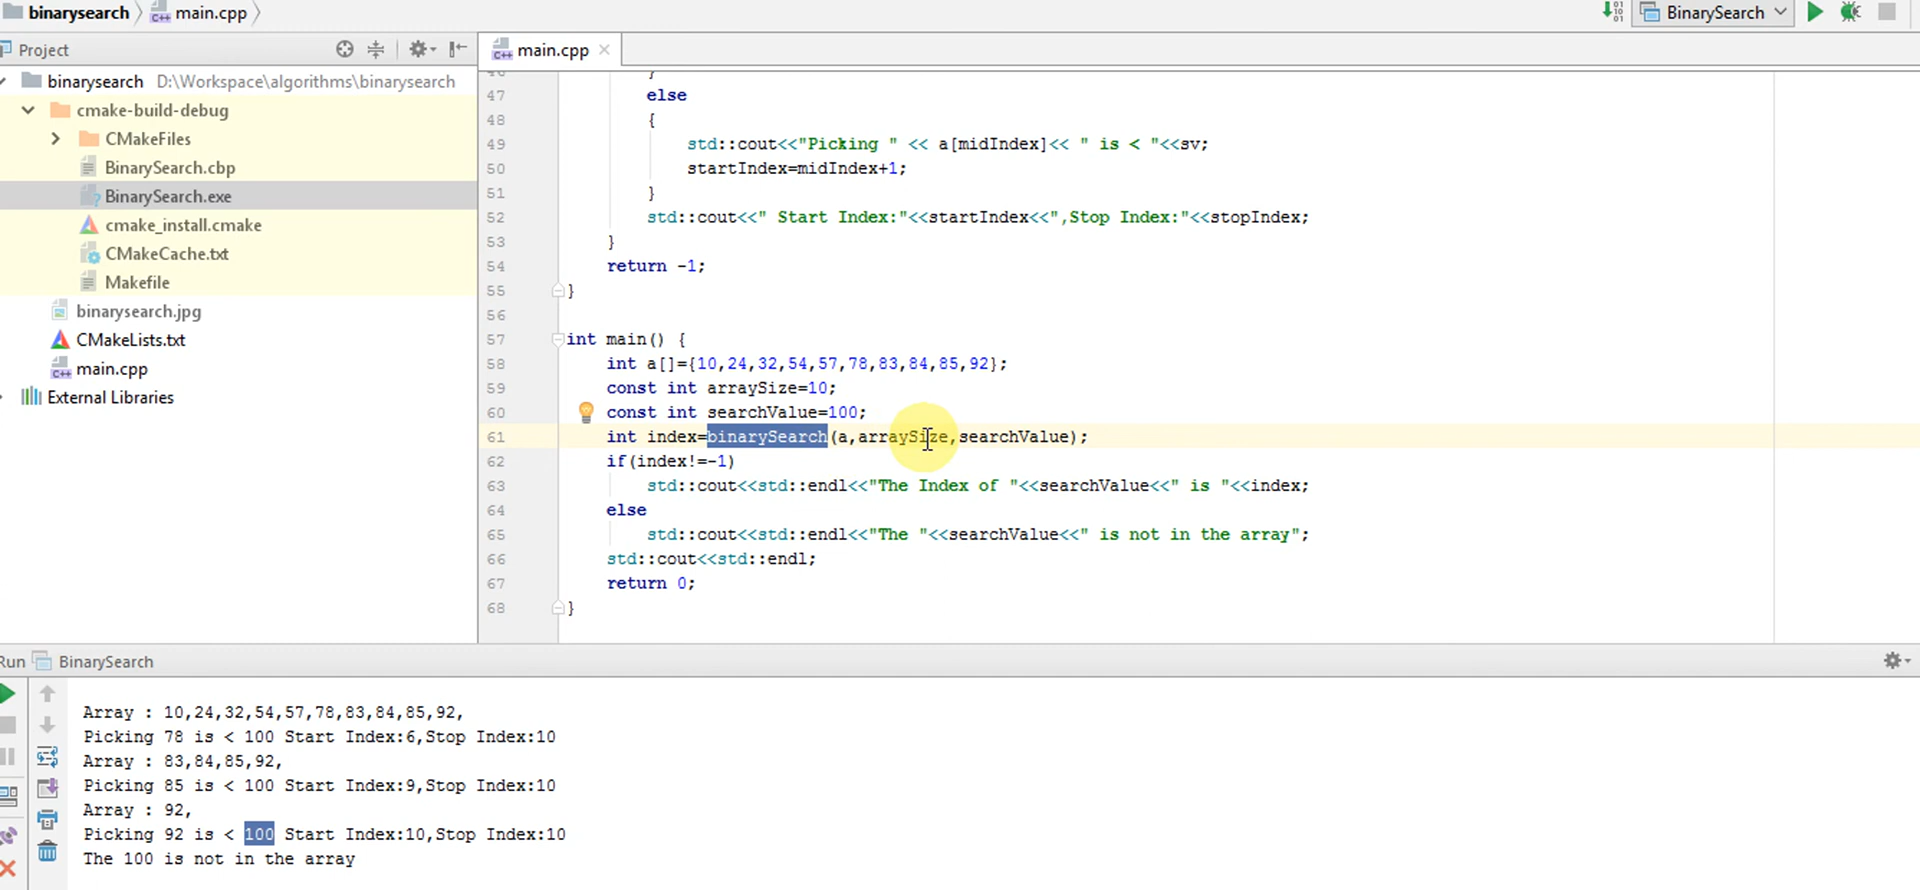 binarysearch main.cpp BinarySearch
Project main.cpp
binarysearch D:\Workspace\algorithms\binarysearch
cmake-build-debug
CMakeFiles
BinarySearch.cbp
BinarySearch.exe
cmake_install.cmake
CMakeCache.txt
Makefile
binarysearch.jpg
CMakeLists.txt
main.cpp
External Libraries
46 }
47 else
48 {
49 std::cout<<"Picking " << a[midIndex]<< " is < "<<sv;
50 startIndex=midIndex+1;
51 }
52 std::cout<<" Start Index:"<<startIndex<<",Stop Index:"<<stopIndex;
53 }
54 return -1;
55 }
56
57 int main() {
58 int a[]={10,24,32,54,57,78,83,84,85,92};
59 const int arraySize=10;
60 const int searchValue=100;
61 int index=binarySearch(a,arraySize,searchValue);
62 if(index!=-1)
63 std::cout<<std::endl<<"The Index of "<<searchValue<<" is "<<index;
64 else
65 std::cout<<std::endl<<"The "<<searchValue<<" is not in the array";
66 std::cout<<std::endl;
67 return 0;
68 }
Run BinarySearch
Array : 10,24,32,54,57,78,83,84,85,92,
Picking 78 is < 100 Start Index:6,Stop Index:10
Array : 83,84,85,92,
Picking 85 is < 100 Start Index:9,Stop Index:10
Array : 92,
Picking 92 is < 100 Start Index:10,Stop Index:10
The 100 is not in the array